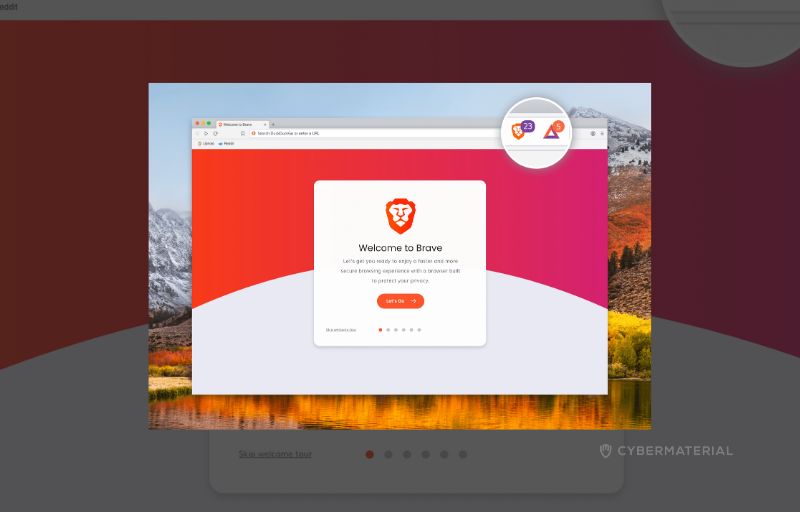 eddit
Welcome to Brave
23
5
Search DuckDuckGo or enter a URL
Reddit
Welcome to Brave
Let's get you ready to enjoy a faster and more
secure browsing experience with a browser built
to protect your privacy.
Let's Go
Skip welcome tour
Skip welcome tour
CYBERMATERIAL